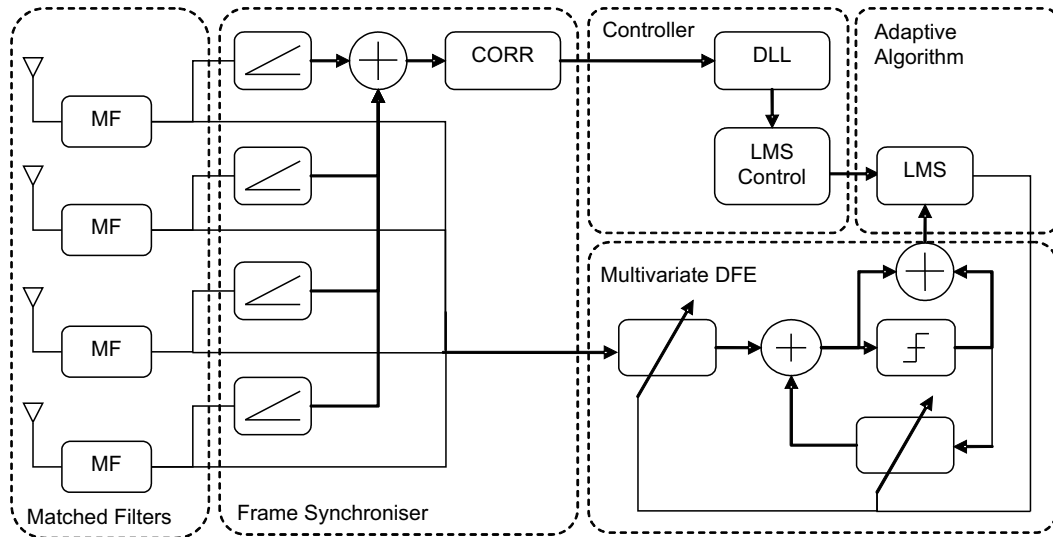 MF
MF
MF
MF
Matched Filters
CORR
Frame Synchroniser
Controller
DLL
LMS
Control
Adaptive
Algorithm
LMS
Multivariate DFE